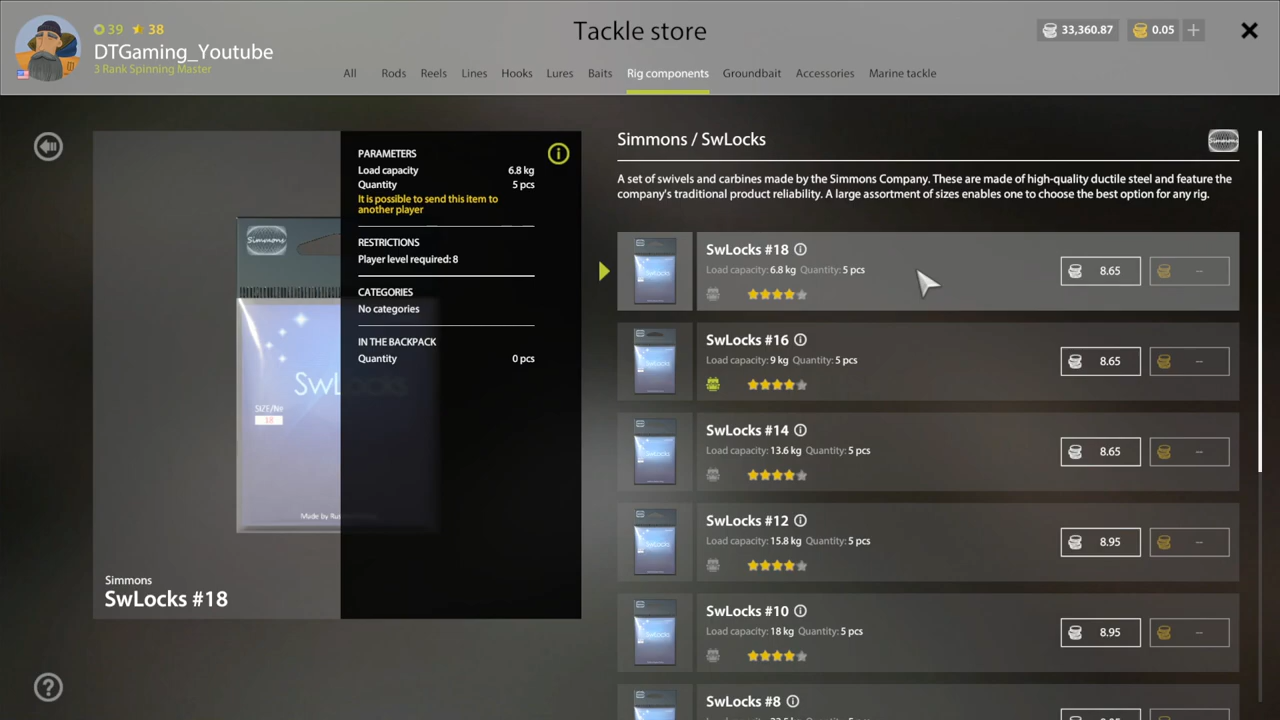 39 38
DTGaming_Youtube
3 Rank Spinning Master
Tackle store
33,360.87
0.05
All Rods Reels Lines Hooks Lures Baits Rig components Groundbait Accessories Marine tackle
PARAMETERS
Load capacity 6.8 kg
Quantity 5 pcs
It is possible to send this item to
another player
RESTRICTIONS
Player level required: 8
CATEGORIES
No categories
IN THE BACKPACK
Quantity 0 pcs
Simmons
SwLocks
SIZE/№
18
Simmons
SwLocks #18
Simmons / SwLocks
Simmons
A set of swivels and carbines made by the Simmons Company. These are made of high-quality ductile steel and feature the
company's traditional product reliability. A large assortment of sizes enables one to choose the best option for any rig.
SwLocks #18
Load capacity: 6.8 kg Quantity: 5 pcs
8.65 --
SwLocks #16
Load capacity: 9 kg Quantity: 5 pcs
8.65 --
SwLocks #14
Load capacity: 13.6 kg Quantity: 5 pcs
8.65 --
SwLocks #12
Load capacity: 15.8 kg Quantity: 5 pcs
8.95 --
SwLocks #10
Load capacity: 18 kg Quantity: 5 pcs
8.95 --
SwLocks #8